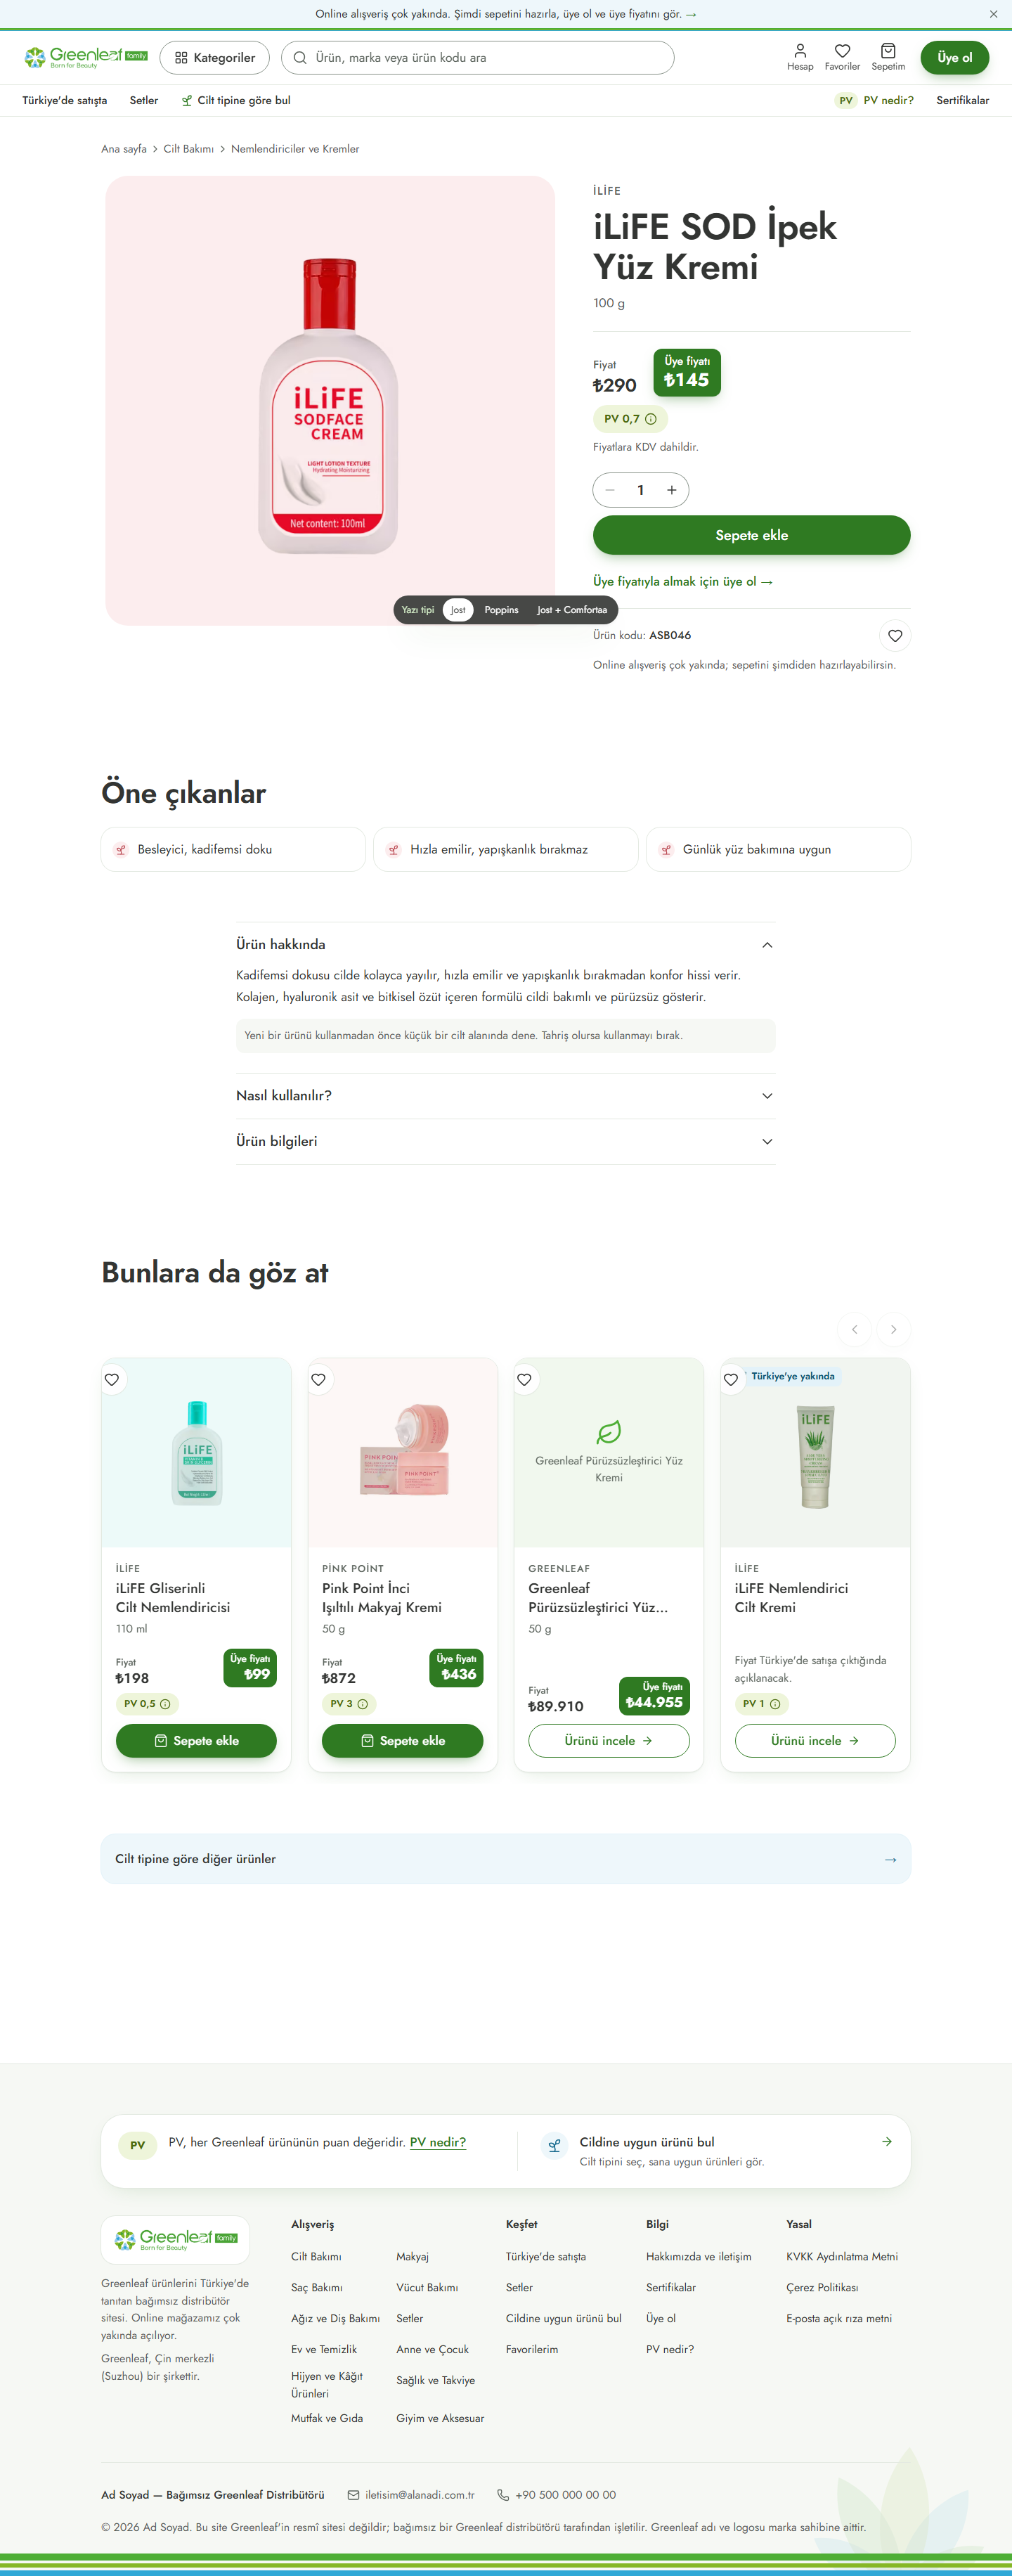 Online alışveriş çok yakında. Şimdi sepetini hazırla, üye ol ve üye fiyatını gör. →
Greenleaf family
Born for Beauty
Kategoriler
Ürün, marka veya ürün kodu ara
Hesap
Favoriler
Sepetim
Üye ol
Türkiye'de satışta
Setler
Cilt tipine göre bul
PV PV nedir?
Sertifikalar
Ana sayfa > Cilt Bakımı > Nemlendiriciler ve Kremler
iLiFE
SODFACE
CREAM
LIGHT LOTION TEXTURE
Hydrating Moisturizing
Net content: 100ml
İLİFE
iLiFE SOD İpek
Yüz Kremi
100 g
Fiyat
₺290
Üye fiyatı
₺145
PV 0,7
Fiyatlara KDV dahildir.
1
Sepete ekle
Üye fiyatıyla almak için üye ol →
Yazı tipi
Jost
Poppins
Jost + Comfortaa
Ürün kodu: ASB046
Online alışveriş çok yakında; sepetini şimdiden hazırlayabilirsin.
Öne çıkanlar
Besleyici, kadifemsi doku
Hızla emilir, yapışkanlık bırakmaz
Günlük yüz bakımına uygun
Ürün hakkında
Kadifemsi dokusu cilde kolayca yayılır, hızla emilir ve yapışkanlık bırakmadan konfor hissi verir.
Kolajen, hyaluronik asit ve bitkisel özüt içeren formülü cildi bakımlı ve pürüzsüz gösterir.
Yeni bir ürünü kullanmadan önce küçük bir cilt alanında dene. Tahriş olursa kullanmayı bırak.
Nasıl kullanılır?
Ürün bilgileri
Bunlara da göz at
iLiFE
PINK POINT
PINK POINT
Greenleaf Pürüzsüzleştirici Yüz
Kremi
Türkiye'ye yakında
iLiFE
İLİFE
iLiFE Gliserinli
Cilt Nemlendiricisi
110 ml
Fiyat
₺198
Üye fiyatı
₺99
PV 0,5
Sepete ekle
PİNK POİNT
Pink Point İnci
Işıltılı Makyaj Kremi
50 g
Fiyat
₺872
Üye fiyatı
₺436
PV 3
Sepete ekle
GREENLEAF
Greenleaf
Pürüzsüzleştirici Yüz...
50 g
Fiyat
₺89.910
Üye fiyatı
₺44.955
Ürünü incele →
İLİFE
iLiFE Nemlendirici
Cilt Kremi
Fiyat Türkiye'de satışa çıktığında
açıklanacak.
PV 1
Ürünü incele →
Cilt tipine göre diğer ürünler →
PV
PV, her Greenleaf ürününün puan değeridir. PV nedir?
Cildine uygun ürünü bul →
Cilt tipini seç, sana uygun ürünleri gör.
Greenleaf family
Born for Beauty
Greenleaf ürünlerini Türkiye'de
tanıtan bağımsız distribütör
sitesi. Online mağazamız çok
yakında açılıyor.
Greenleaf, Çin merkezli
(Suzhou) bir şirkettir.
Alışveriş
Cilt Bakımı
Makyaj
Saç Bakımı
Vücut Bakımı
Ağız ve Diş Bakımı
Setler
Ev ve Temizlik
Anne ve Çocuk
Hijyen ve Kâğıt
Ürünleri
Sağlık ve Takviye
Mutfak ve Gıda
Giyim ve Aksesuar
Keşfet
Türkiye'de satışta
Setler
Cildine uygun ürünü bul
Favorilerim
Bilgi
Hakkımızda ve iletişim
Sertifikalar
Üye ol
PV nedir?
Yasal
KVKK Aydınlatma Metni
Çerez Politikası
E-posta açık rıza metni
Ad Soyad — Bağımsız Greenleaf Distribütörü
iletisim@alanadi.com.tr
+90 500 000 00 00
© 2026 Ad Soyad. Bu site Greenleaf'in resmî sitesi değildir; bağımsız bir Greenleaf distribütörü tarafından işletilir. Greenleaf adı ve logosu marka sahibine aittir.